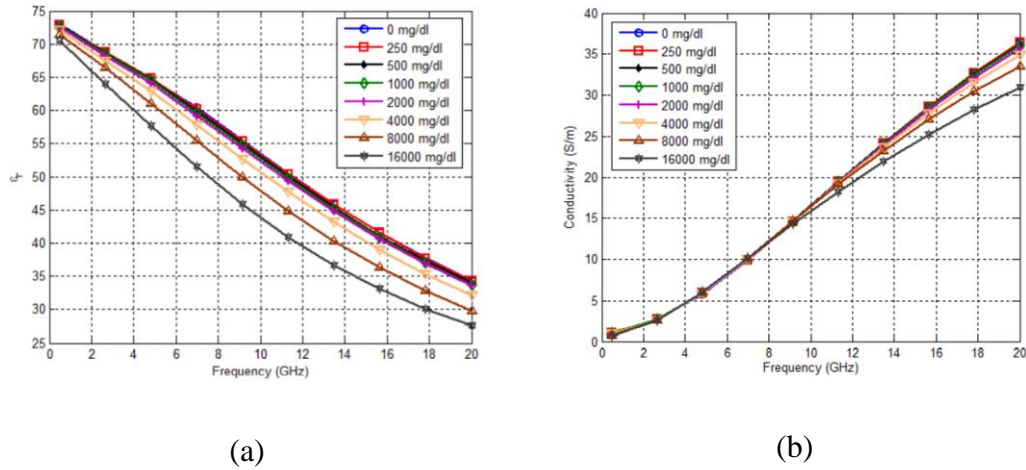 75
70
65
60
55
50
45
40
35
30
25
εr
0 2 4 6 8 10 12 14 16 18 20
Frequency (GHz)
0 mg/dl
250 mg/dl
500 mg/dl
1000 mg/dl
2000 mg/dl
4000 mg/dl
8000 mg/dl
16000 mg/dl
(a)
40
35
30
25
20
15
10
5
0
Conductivity (S/m)
0 2 4 6 8 10 12 14 16 18 20
Frequency (GHz)
0 mg/dl
250 mg/dl
500 mg/dl
1000 mg/dl
2000 mg/dl
4000 mg/dl
8000 mg/dl
16000 mg/dl
(b)